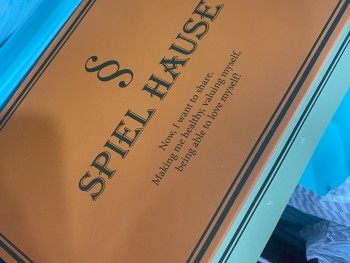 §
SPIEL HAUSE
Now, I want to share.
Making me healthy, valuing myself,
being able to love myself!